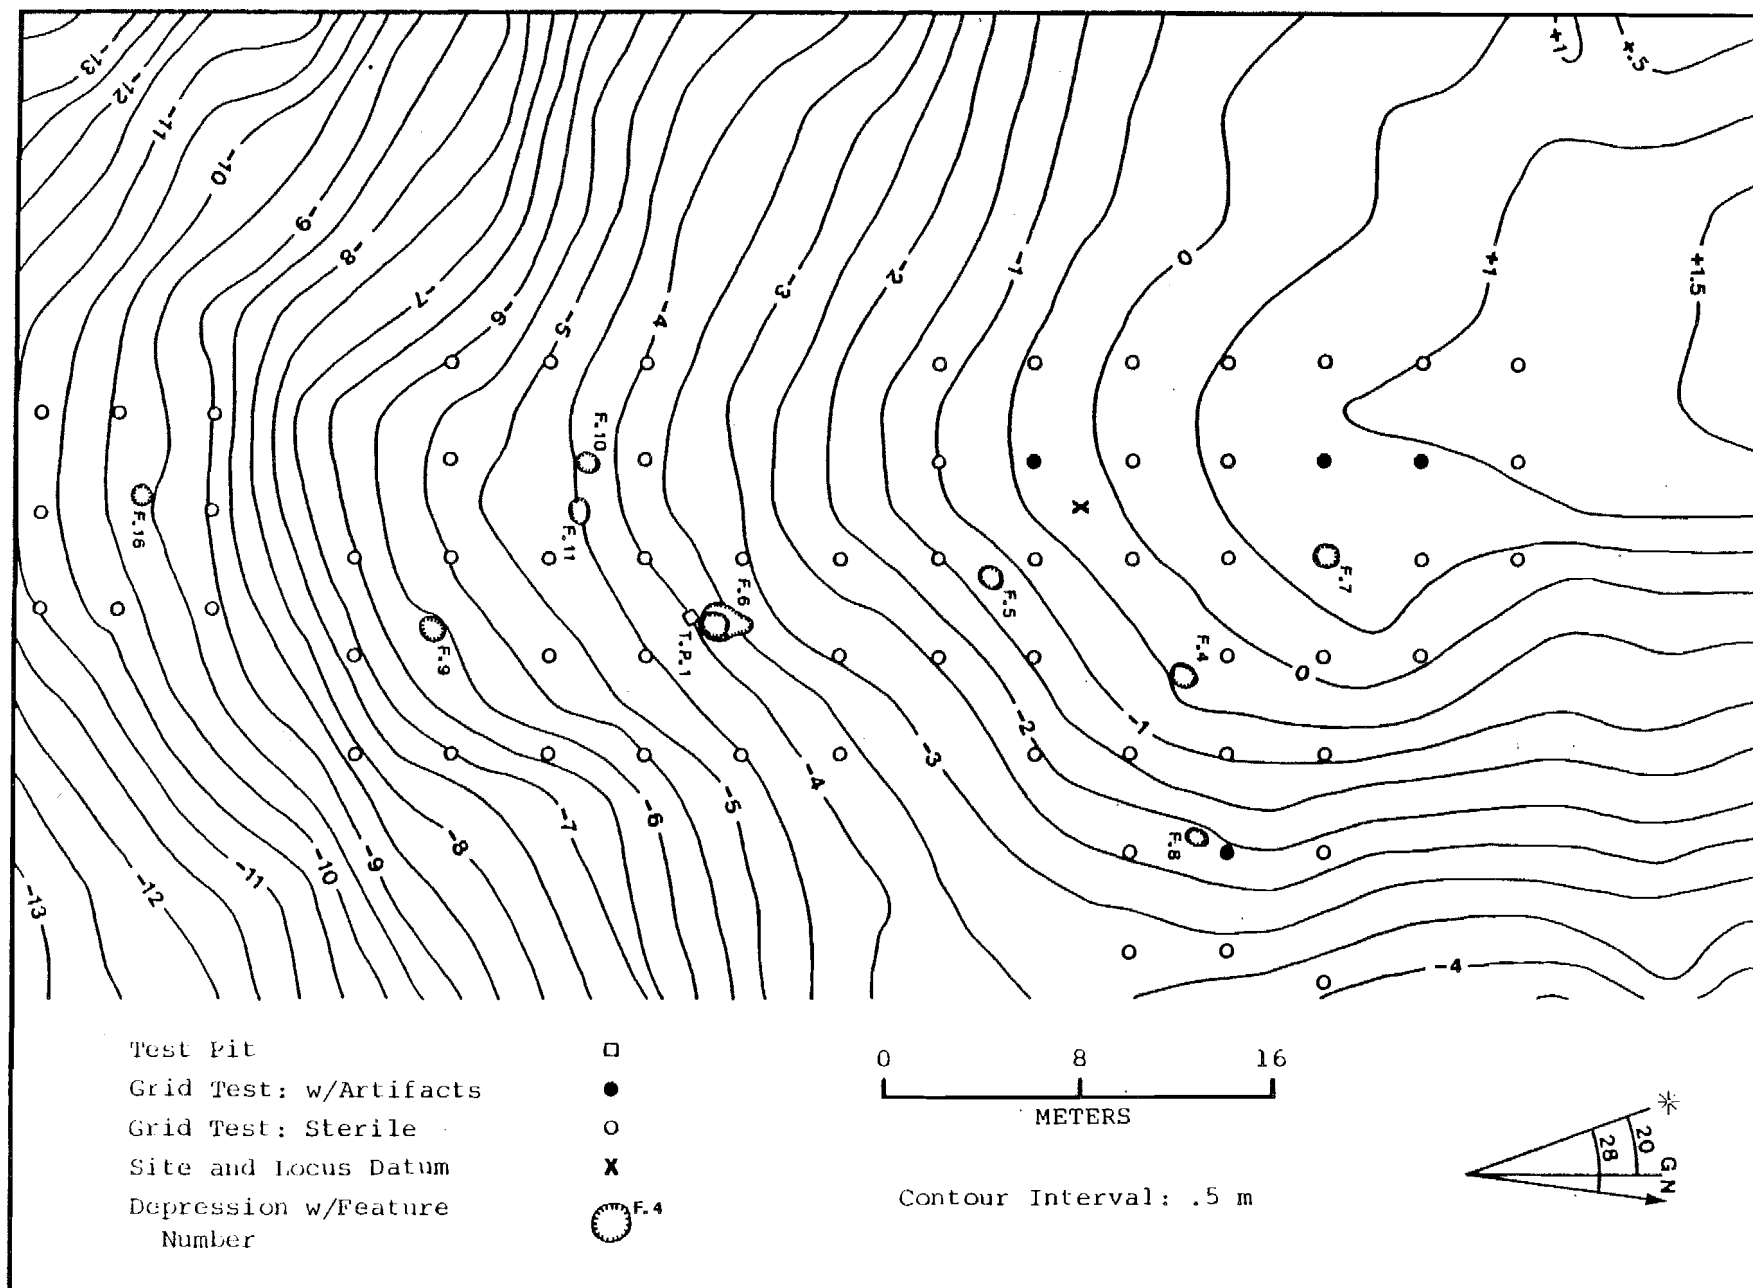 -13
-12
-11
-10
-9
-8
-7
-6
-5
-4
-3
-2
-1
0
+1
+.5
+1
+1.5
F.10
F.11
F.16
F.9
F.6
T.P.1
F.5
F.4
F.7
F.8
X
0
-1
-2
-3
-4
-5
-6
-7
-8
-9
-10
-11
-12
-13
-4
Test Pit
Grid Test: w/Artifacts
Grid Test: Sterile
Site and Locus Datum X
Depression w/Feature F.4
Number
0 8 16
METERS
Contour Interval: .5 m
20
28
GN